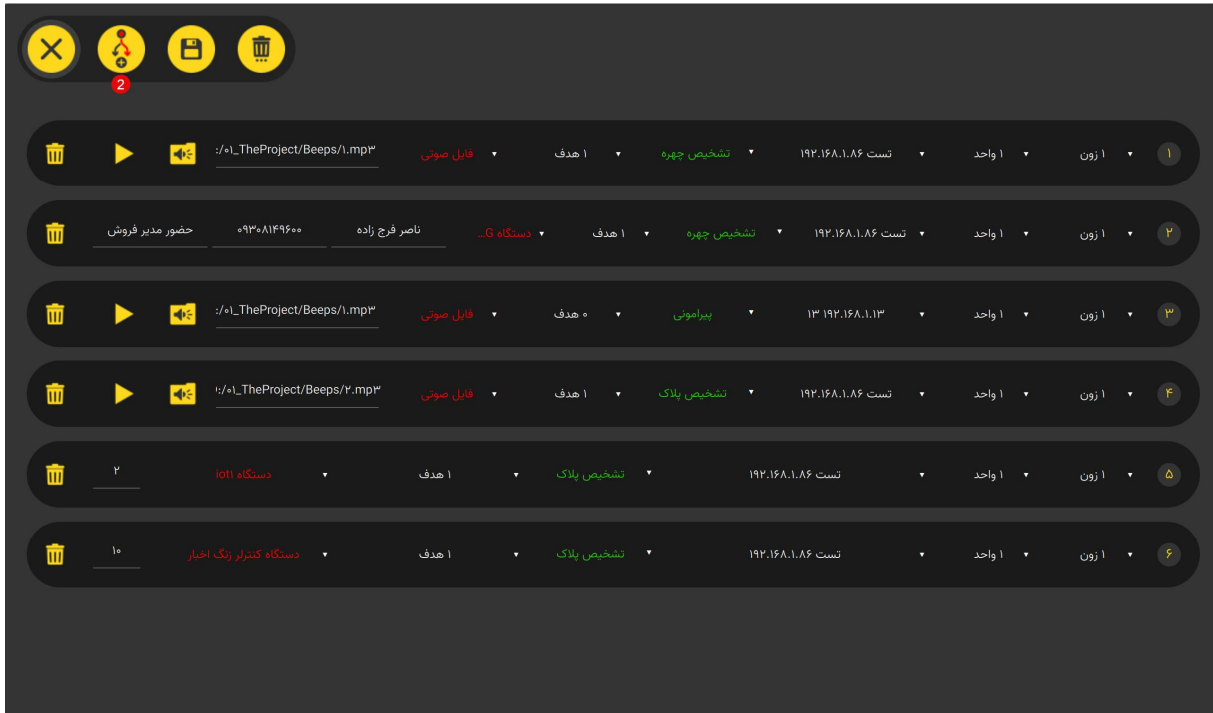 2
۱ ۱ زون ۱ واحد تست ۱۹۲.۱۶۸.۱.۸۶ تشخیص چهره ۱ هدف فایل صوتی :/۰۱_TheProject/Beeps/۱.mp۳
۲ ۱ زون ۱ واحد تست ۱۹۲.۱۶۸.۱.۸۶ تشخیص چهره ۱ هدف دستگاه G... ناصر فرج زاده ۰۹۳۰۸۱۴۹۶۰۰ حضور مدیر فروش
۳ ۱ زون ۱ واحد ۱۳ ۱۹۲.۱۶۸.۱.۱۳ پیرامونی ۰ هدف فایل صوتی :/۰۱_TheProject/Beeps/۱.mp۳
۴ ۱ زون ۱ واحد تست ۱۹۲.۱۶۸.۱.۸۶ تشخیص پلاک ۱ هدف فایل صوتی :/۰۱_TheProject/Beeps/۲.mp۳
۵ ۱ زون ۱ واحد تست ۱۹۲.۱۶۸.۱.۸۶ تشخیص پلاک ۱ هدف دستگاه iot۱ ۲
۶ ۱ زون ۱ واحد تست ۱۹۲.۱۶۸.۱.۸۶ تشخیص پلاک ۱ هدف دستگاه کنترلر زنگ اخبار ۱۰